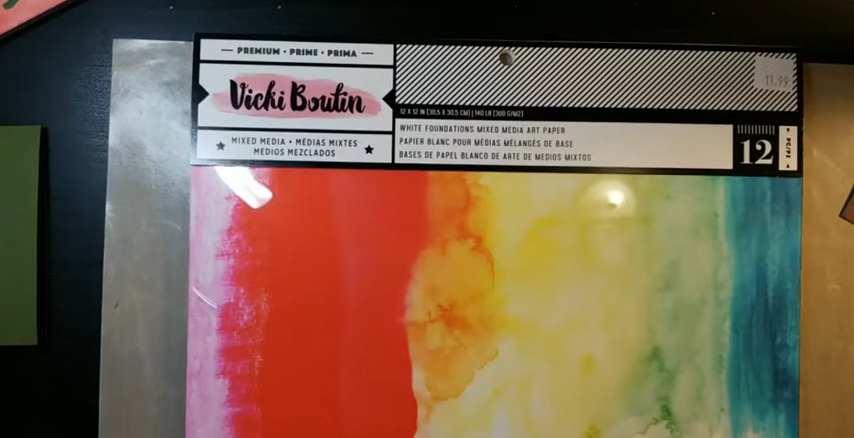 PREMIUM • PRIME • PRIMA
Vicki Boutin
MIXED MEDIA • MÉDIAS MIXTES
MEDIOS MEZCLADOS
11.99
12 X 12 IN [30.5 X 30.5 CM] | 140 LB [300 G/M2]
WHITE FOUNDATIONS MIXED MEDIA ART PAPER
PAPIER BLANC POUR MÉDIAS MÉLANGÉS DE BASE
BASES DE PAPEL BLANCO DE ARTE DE MEDIOS MIXTOS
12